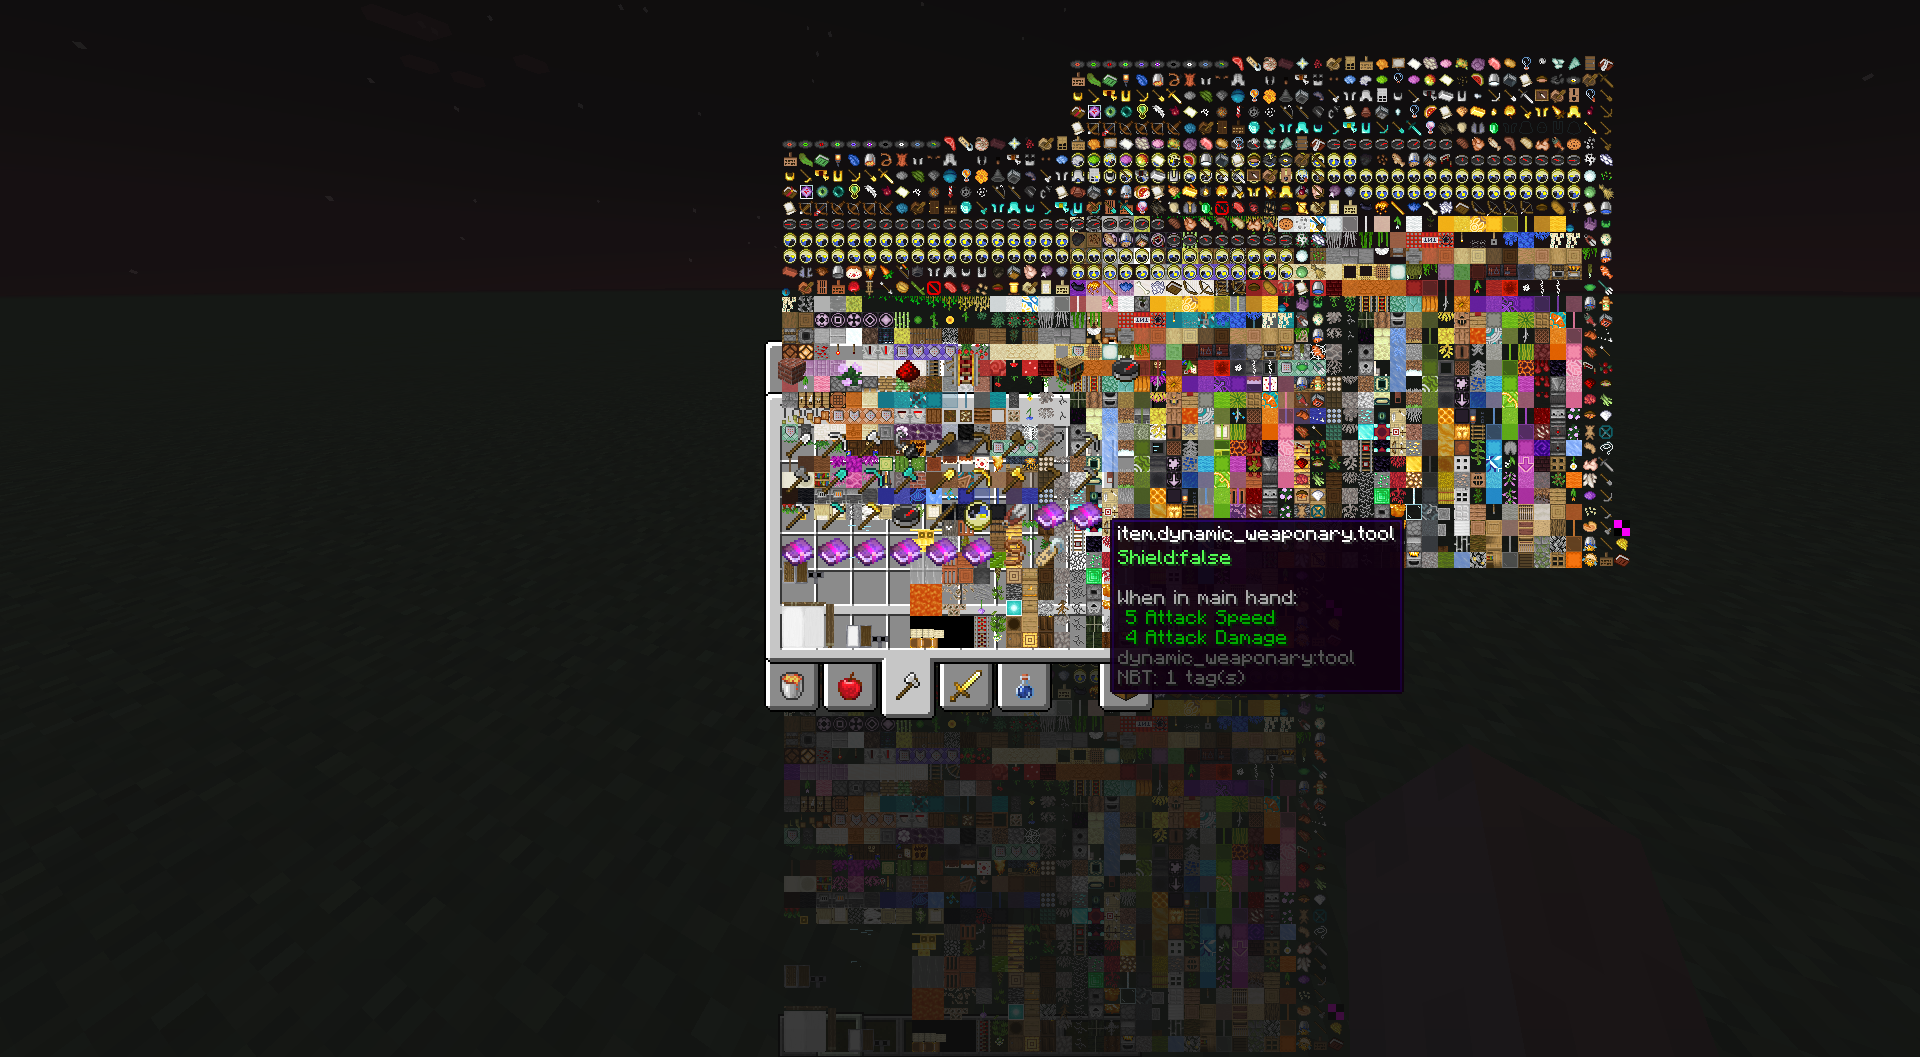 item.dynamic_weaponary.tool
Shield:false
When in main hand:
5 Attack Speed
4 Attack Damage
dynamic_weaponary:tool
NBT: 1 tag(s)